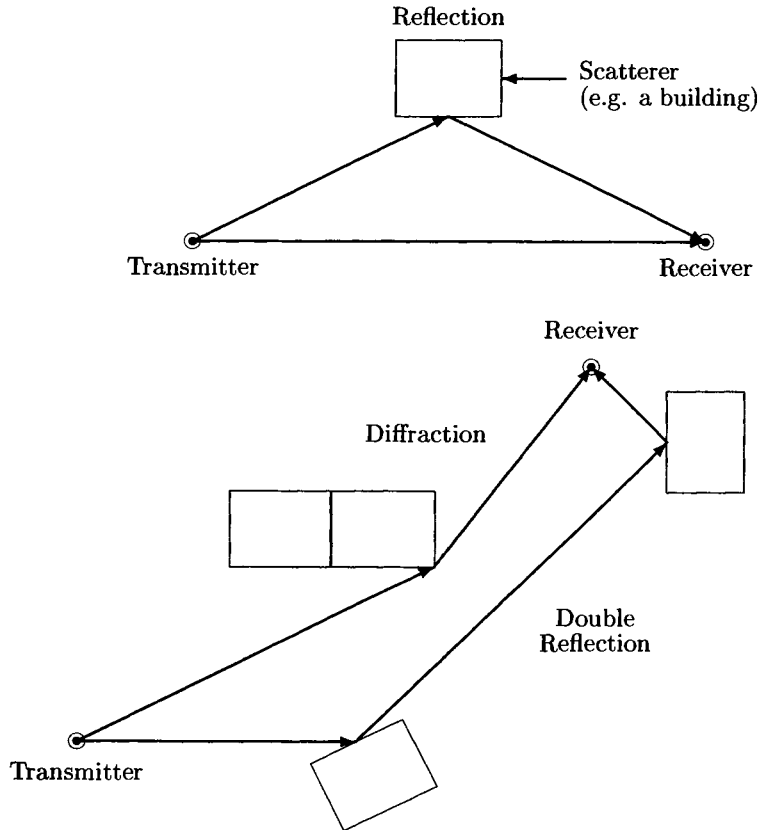 Reflection
Scatterer
(e.g. a building)
Transmitter
Receiver
Receiver
Diffraction
Double
Reflection
Transmitter